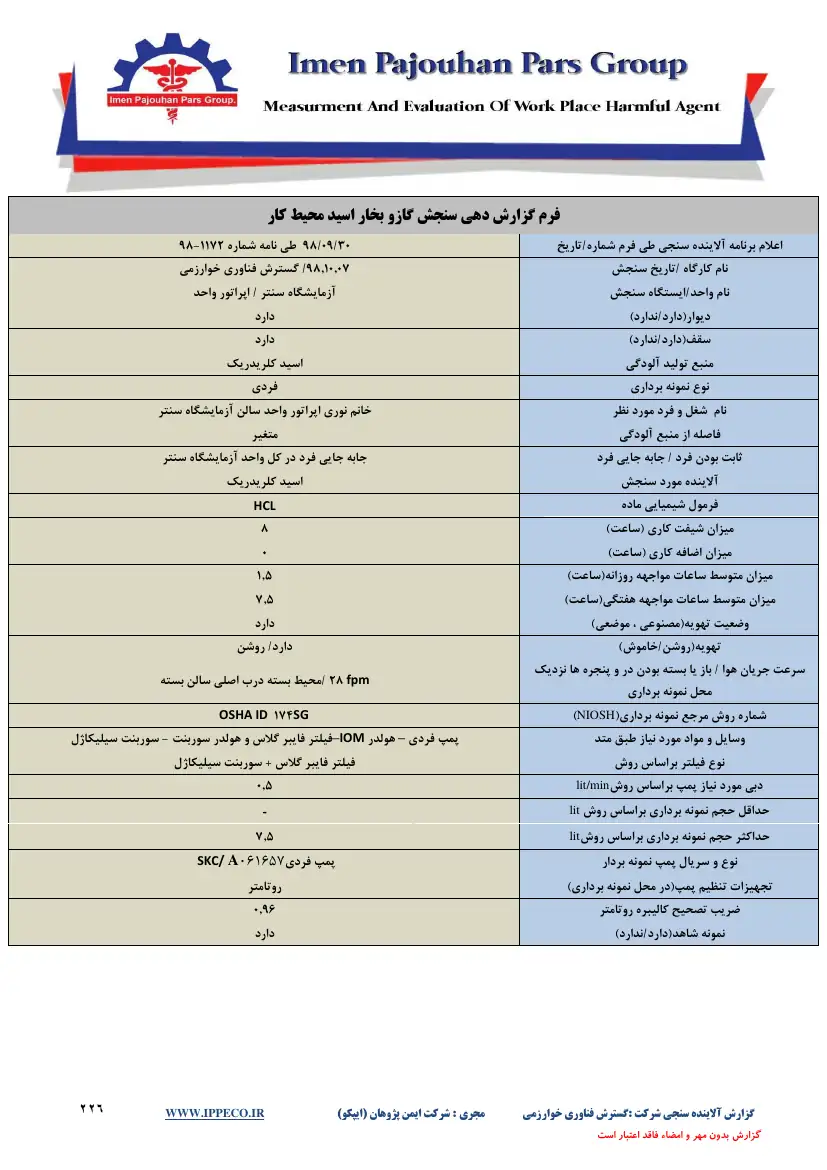 Imen Pajouhan Pars Group
Imen Pajouhan Pars Group.
Measurment And Evaluation Of Work Place Harmful Agent
فرم گزارش دهی سنجش گازو بخار اسید محیط کار
اعلام برنامه آلاینده سنجی طی فرم شماره/تاریخ ۹۸/۰۹/۳۰ طی نامه شماره ۱۱۷۲-۹۸
نام کارگاه /تاریخ سنجش ۹۸,۱۰,۰۷/ گسترش فناوری خوارزمی
نام واحد/ایستگاه سنجش آزمایشگاه سنتر / اپراتور واحد
دیوار(دارد/ندارد) دارد
سقف(دارد/ندارد) دارد
منبع تولید آلودگی اسید کلریدریک
نوع نمونه برداری فردی
نام شغل و فرد مورد نظر خانم نوری اپراتور واحد سالن آزمایشگاه سنتر
فاصله از منبع آلودگی متغیر
ثابت بودن فرد / جابه جایی فرد جابه جایی فرد در کل واحد آزمایشگاه سنتر
آلاینده مورد سنجش اسید کلریدریک
فرمول شیمیایی ماده HCL
میزان شیفت کاری (ساعت) ۸
میزان اضافه کاری (ساعت) ۰
میزان متوسط ساعات مواجهه روزانه(ساعت) ۱,۵
میزان متوسط ساعات مواجهه هفتگی(ساعت) ۷,۵
وضعیت تهویه(مصنوعی ، موضعی) دارد
تهویه(روشن/خاموش) دارد/ روشن
سرعت جریان هوا / باز یا بسته بودن در و پنجره ها نزدیک
محل نمونه برداری ۲۸ fpm /محیط بسته درب اصلی سالن بسته
شماره روش مرجع نمونه برداری(NIOSH) OSHA ID ۱۷۴SG
وسایل و مواد مورد نیاز طبق متد پمپ فردی – هولدر IOM–فیلتر فایبر گلاس و هولدر سوربنت - سوربنت سیلیکاژل
نوع فیلتر براساس روش فیلتر فایبر گلاس + سوربنت سیلیکاژل
دبی مورد نیاز پمپ براساس روش lit/min ۰,۵
حداقل حجم نمونه برداری براساس روش lit -
حداکثر حجم نمونه برداری براساس روش lit ۷,۵
نوع و سریال پمپ نمونه بردار پمپ فردی SKC/ A۰۶۱۶۵۷
تجهیزات تنظیم پمپ(در محل نمونه برداری) روتامتر
ضریب تصحیح کالیبره روتامتر ۰,۹۶
نمونه شاهد(دارد/ندارد) دارد
گزارش آلاینده سنجی شرکت :گسترش فناوری خوارزمی مجری : شرکت ایمن پژوهان (ایپکو) WWW.IPPECO.IR ۲۲۶
گزارش بدون مهر و امضاء فاقد اعتبار است